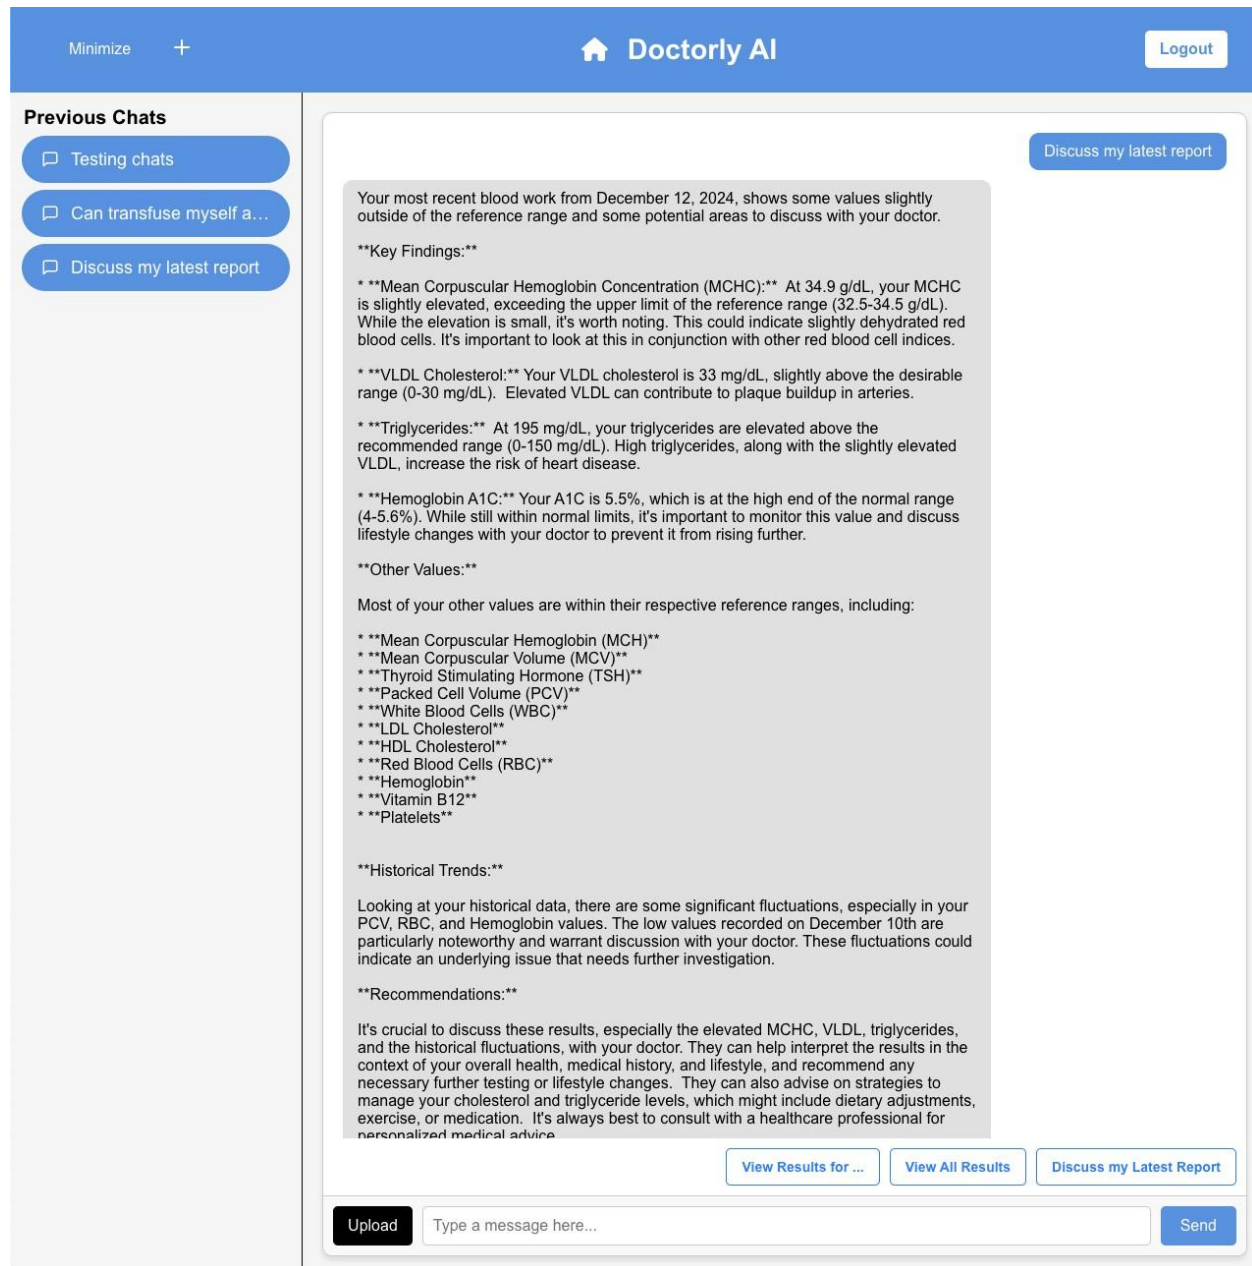 Minimize +
Doctorly AI
Logout
Previous Chats
Testing chats
Can transfuse myself a...
Discuss my latest report
Discuss my latest report
Your most recent blood work from December 12, 2024, shows some values slightly
outside of the reference range and some potential areas to discuss with your doctor.
**Key Findings:**
* **Mean Corpuscular Hemoglobin Concentration (MCHC):** At 34.9 g/dL, your MCHC
is slightly elevated, exceeding the upper limit of the reference range (32.5-34.5 g/dL).
While the elevation is small, it's worth noting. This could indicate slightly dehydrated red
blood cells. It's important to look at this in conjunction with other red blood cell indices.
* **VLDL Cholesterol:** Your VLDL cholesterol is 33 mg/dL, slightly above the desirable
range (0-30 mg/dL). Elevated VLDL can contribute to plaque buildup in arteries.
* **Triglycerides:** At 195 mg/dL, your triglycerides are elevated above the
recommended range (0-150 mg/dL). High triglycerides, along with the slightly elevated
VLDL, increase the risk of heart disease.
* **Hemoglobin A1C:** Your A1C is 5.5%, which is at the high end of the normal range
(4-5.6%). While still within normal limits, it's important to monitor this value and discuss
lifestyle changes with your doctor to prevent it from rising further.
**Other Values:**
Most of your other values are within their respective reference ranges, including:
* **Mean Corpuscular Hemoglobin (MCH)**
* **Mean Corpuscular Volume (MCV)**
* **Thyroid Stimulating Hormone (TSH)**
* **Packed Cell Volume (PCV)**
* **White Blood Cells (WBC)**
* **LDL Cholesterol**
* **HDL Cholesterol**
* **Red Blood Cells (RBC)**
* **Hemoglobin**
* **Vitamin B12**
* **Platelets**
**Historical Trends:**
Looking at your historical data, there are some significant fluctuations, especially in your
PCV, RBC, and Hemoglobin values. The low values recorded on December 10th are
particularly noteworthy and warrant discussion with your doctor. These fluctuations could
indicate an underlying issue that needs further investigation.
**Recommendations:**
It's crucial to discuss these results, especially the elevated MCHC, VLDL, triglycerides,
and the historical fluctuations, with your doctor. They can help interpret the results in the
context of your overall health, medical history, and lifestyle, and recommend any
necessary further testing or lifestyle changes. They can also advise on strategies to
manage your cholesterol and triglyceride levels, which might include dietary adjustments,
exercise, or medication. It's always best to consult with a healthcare professional for
personalized medical advice
View Results for ...
View All Results
Discuss my Latest Report
Upload
Type a message here...
Send